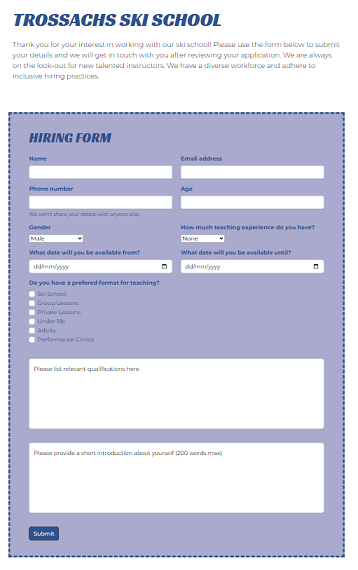 TROSSACHS SKI SCHOOL
Thank you for your interest in working with our ski school! Please use the form below to submit
your details and we will get in touch with you after reviewing your application. We are always
on the look-out for new talented instructors. We have a diverse workforce and adhere to
inclusive hiring practices.
HIRING FORM
Name
Email address
Phone number
Age
We won't share your details with anyone else.
Gender
How much teaching experience do you have?
Male
None
What date will you be available from?
What date will you be available until?
dd/mm/yyyy
dd/mm/yyyy
Do you have a prefered format for teaching?
Ski School
Group Lessons
Private Lessons
Under 18s
Adults
Performance Clinics
Please list relevant qualifications here
Please provide a short introduction about yourself (200 words max)
Submit